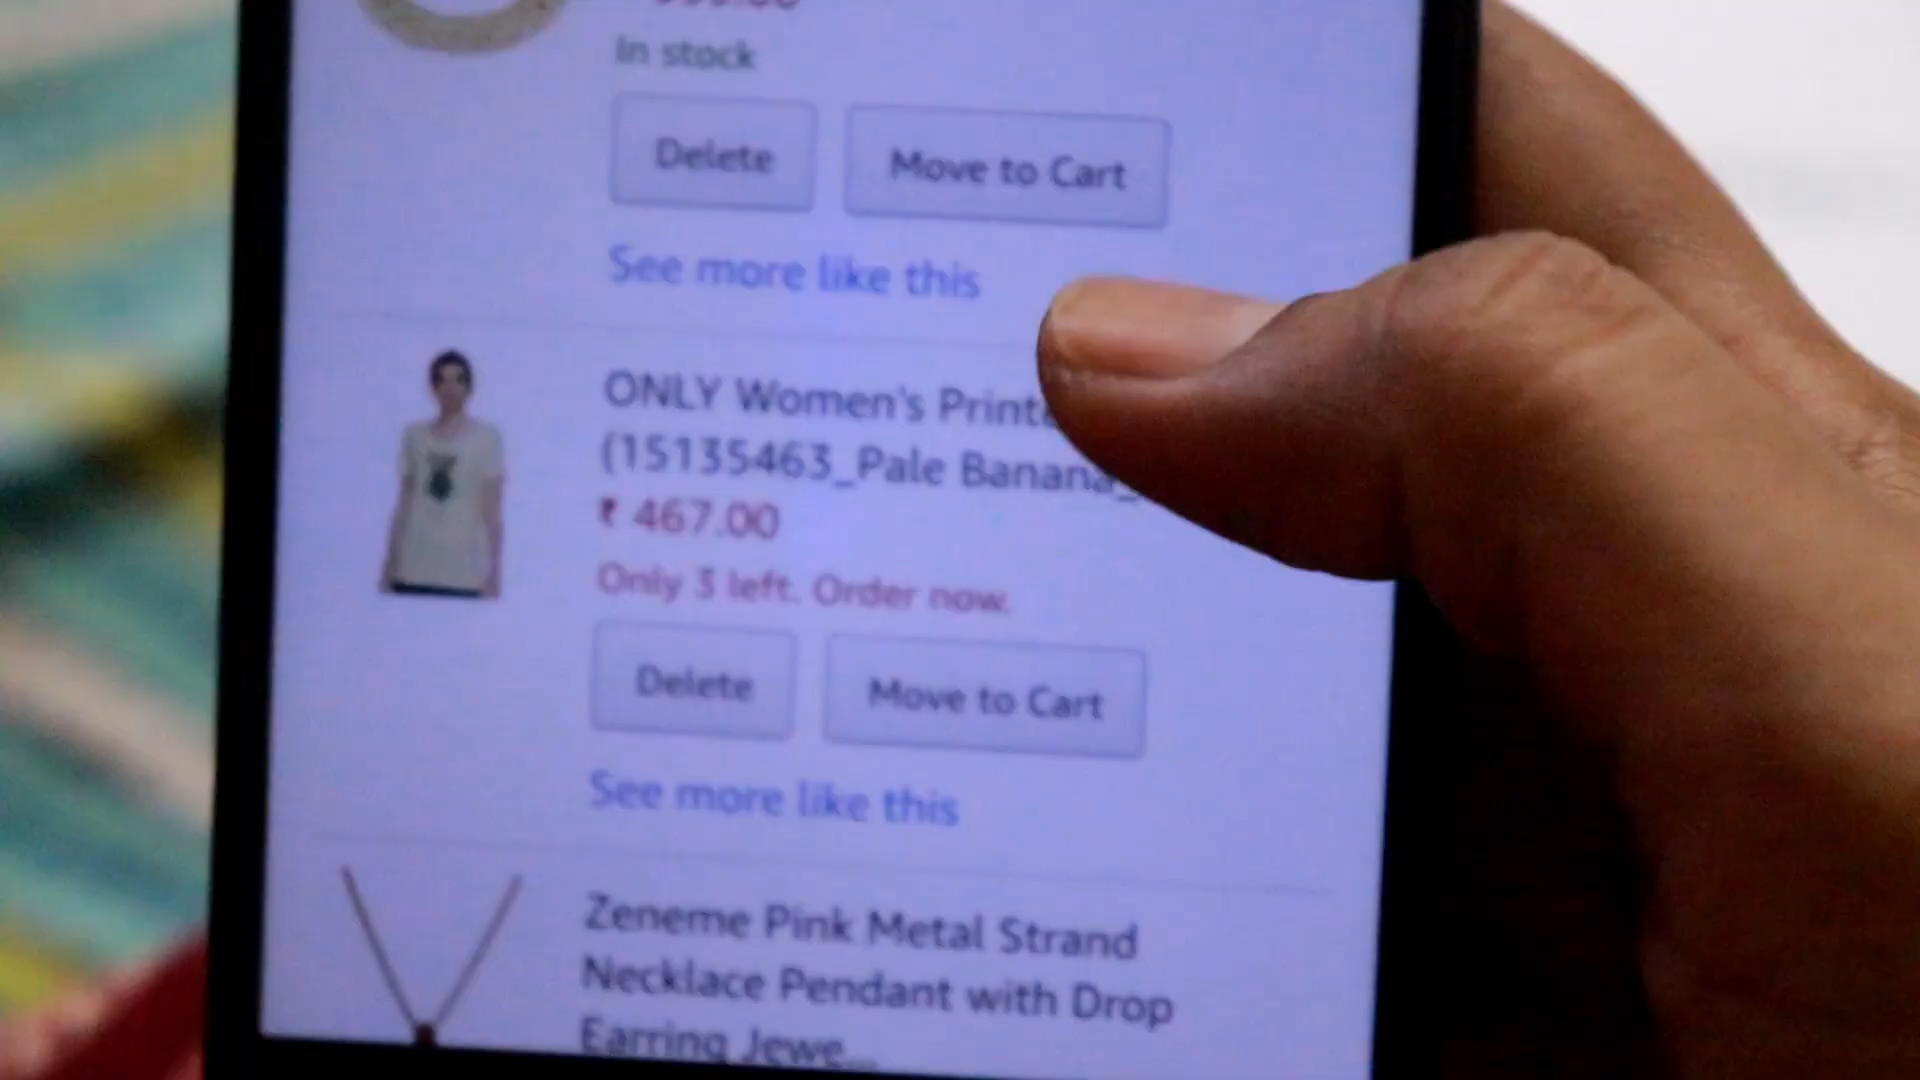 In stock
Delete
Move to Cart
See more like this
ONLY Women's Print
(15135463_Pale Banana_
₹ 467.00
Only 3 left. Order now.
Delete
Move to Cart
See more like this
Zeneme Pink Metal Strand
Necklace Pendant with Drop
Earring Jewe...